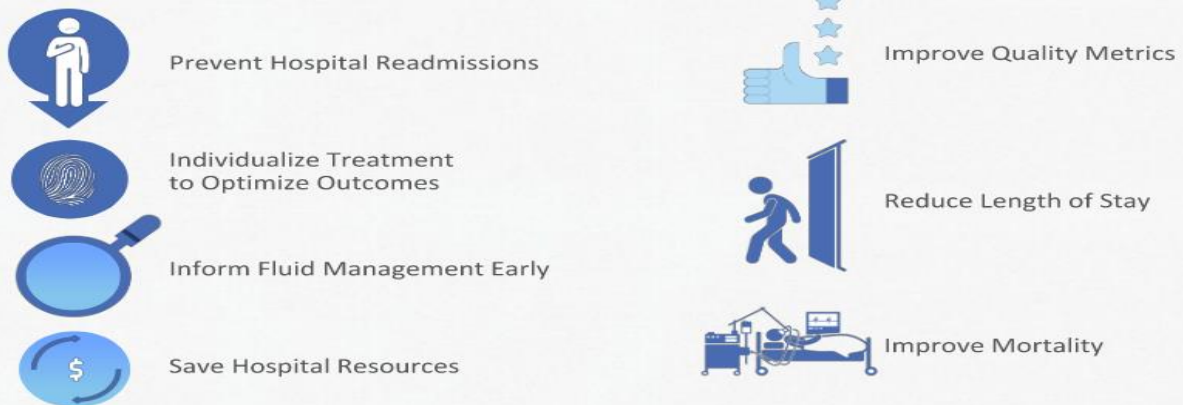 Prevent Hospital Readmissions
Individualize Treatment
to Optimize Outcomes
Inform Fluid Management Early
$
Save Hospital Resources
Improve Quality Metrics
Reduce Length of Stay
Improve Mortality